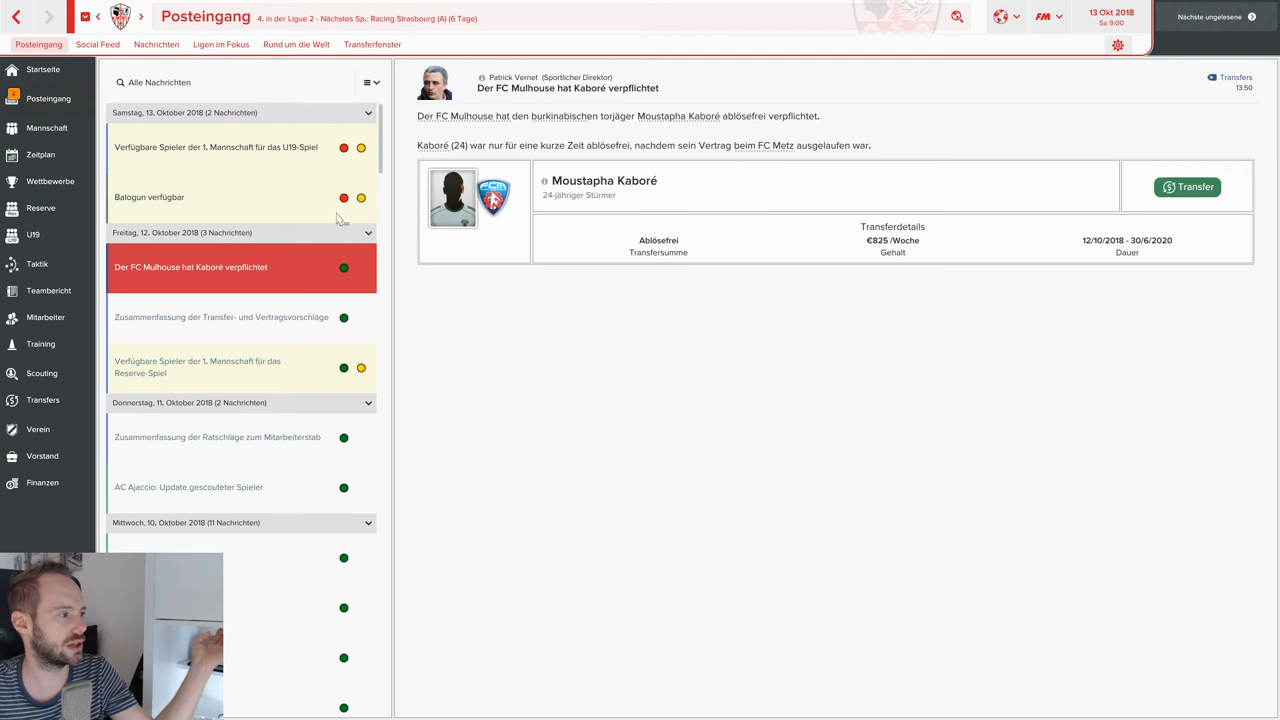 Posteingang
4. in der Ligue 2 - Nächstes Sp.: Racing Strasbourg (A) (6 Tage)
FM
13 Okt 2018
Sa 9:00
Nächste ungelesene
Posteingang
Social Feed
Nachrichten
Ligen im Fokus
Rund um die Welt
Transferfenster
Startseite
2
Posteingang
Mannschaft
Zeitplan
Wettbewerbe
Res
Reserve
U19
U19
Taktik
Teambericht
Mitarbeiter
Training
Scouting
Transfers
Verein
Vorstand
Finanzen
Alle Nachrichten
Samstag, 13. Oktober 2018 (2 Nachrichten)
Verfügbare Spieler der 1. Mannschaft für das U19-Spiel
Balogun verfügbar
Freitag, 12. Oktober 2018 (3 Nachrichten)
Der FC Mulhouse hat Kaboré verpflichtet
Zusammenfassung der Transfer- und Vertragsvorschläge
Verfügbare Spieler der 1. Mannschaft für das
Reserve-Spiel
Donnerstag, 11. Oktober 2018 (2 Nachrichten)
Zusammenfassung der Ratschläge zum Mitarbeiterstab
AC Ajaccio: Update gescouteter Spieler
Mittwoch, 10. Oktober 2018 (11 Nachrichten)
Patrick Vernet (Sportlicher Direktor)
Der FC Mulhouse hat Kaboré verpflichtet
Transfers
13:50
Der FC Mulhouse hat den burkinabischen torjäger Moustapha Kaboré ablösefrei verpflichtet.
Kaboré (24) war nur für eine kurze Zeit ablösefrei, nachdem sein Vertrag beim FC Metz ausgelaufen war.
FCM
Moustapha Kaboré
24-jähriger Stürmer
Transfer
Transferdetails
Ablösefrei
€825 /Woche
12/10/2018 - 30/6/2020
Transfersumme
Gehalt
Dauer